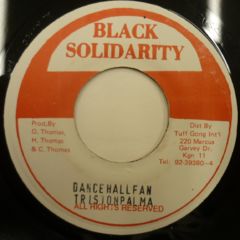 BLACK
SOLIDARITY
Prod. By
O. Thomas,
M. Thomas
& C. Thomas
Dist By
Tuff Gong Int'l
220 Marcus
Garvey Dr.
Kgn 11
Tel: 92-39380-4
DANCEHALLFAN
TRISTONPALMA
ALL RIGHTS RESERVED